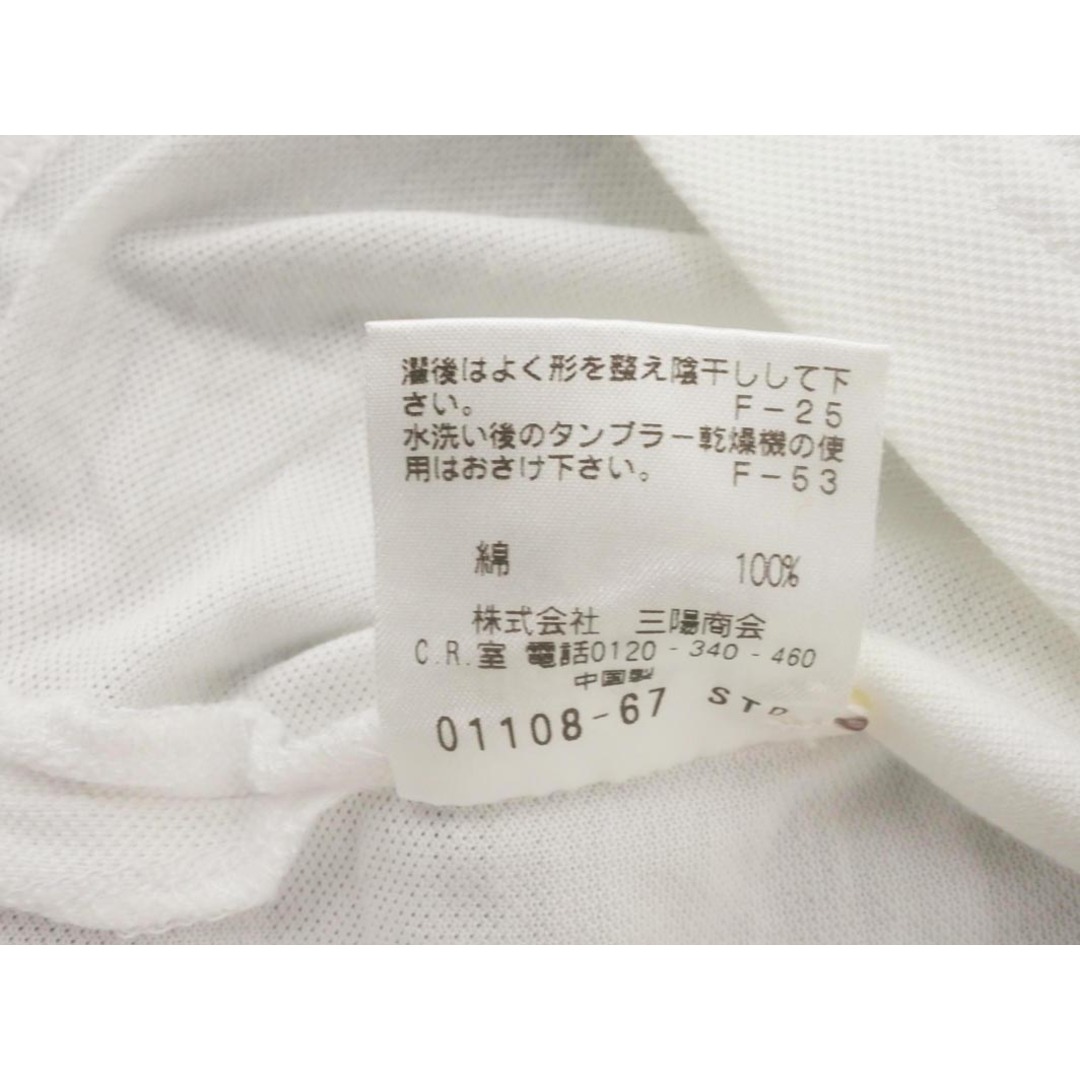 濯後はよく形を整え陰干しして下
さい。 F-25
水洗い後のタンブラー乾燥機の使
用はおさけ下さい。 F-53
綿 100%
株式会社 三陽商会
C.R.室 電話0120-340-460
中国製
01108-67